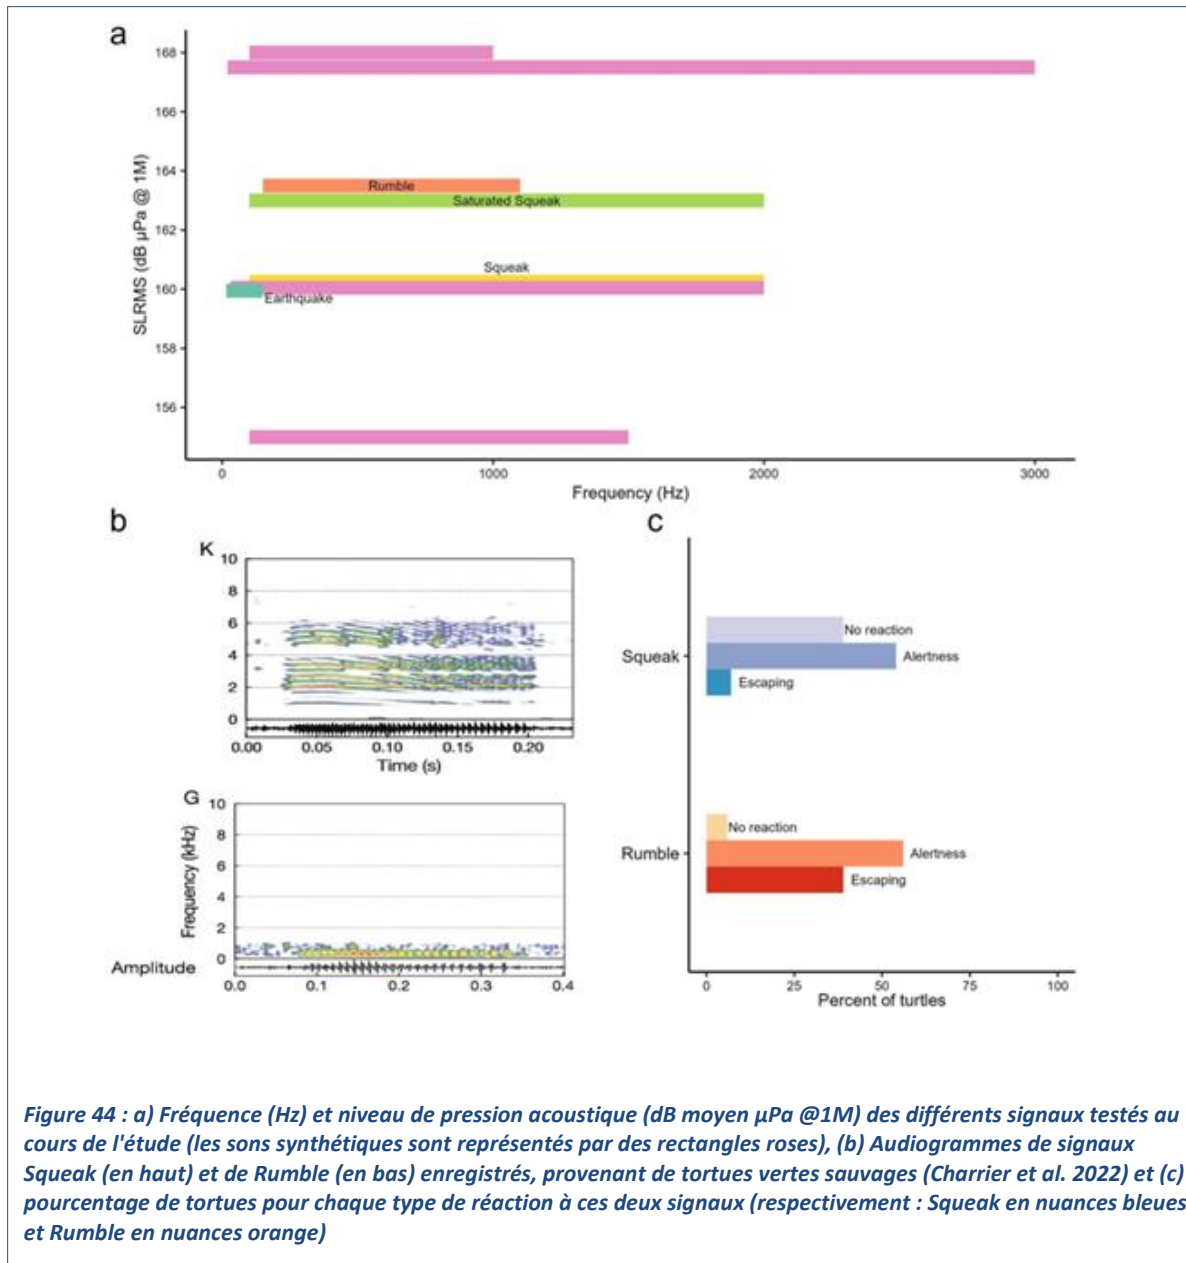 a
168
166
164
162
160
158
156
SLRMS (dB µPa @ 1M)
Rumble
Saturated Squeak
Squeak
Earthquake
0 1000 2000 3000
Frequency (Hz)
b
K
10
8
6
4
2
0
0.00 0.05 0.10 0.15 0.20
Time (s)
G
10
8
6
4
2
0
Frequency (kHz)
Amplitude
0.0 0.1 0.2 0.3 0.4
c
Squeak
No reaction
Alertness
Escaping
Rumble
No reaction
Alertness
Escaping
0 25 50 75 100
Percent of turtles
Figure 44 : a) Fréquence (Hz) et niveau de pression acoustique (dB moyen µPa @1M) des différents signaux testés au
cours de l'étude (les sons synthétiques sont représentés par des rectangles roses), (b) Audiogrammes de signaux
Squeak (en haut) et de Rumble (en bas) enregistrés, provenant de tortues vertes sauvages (Charrier et al. 2022) et (c)
pourcentage de tortues pour chaque type de réaction à ces deux signaux (respectivement : Squeak en nuances bleues
et Rumble en nuances orange)